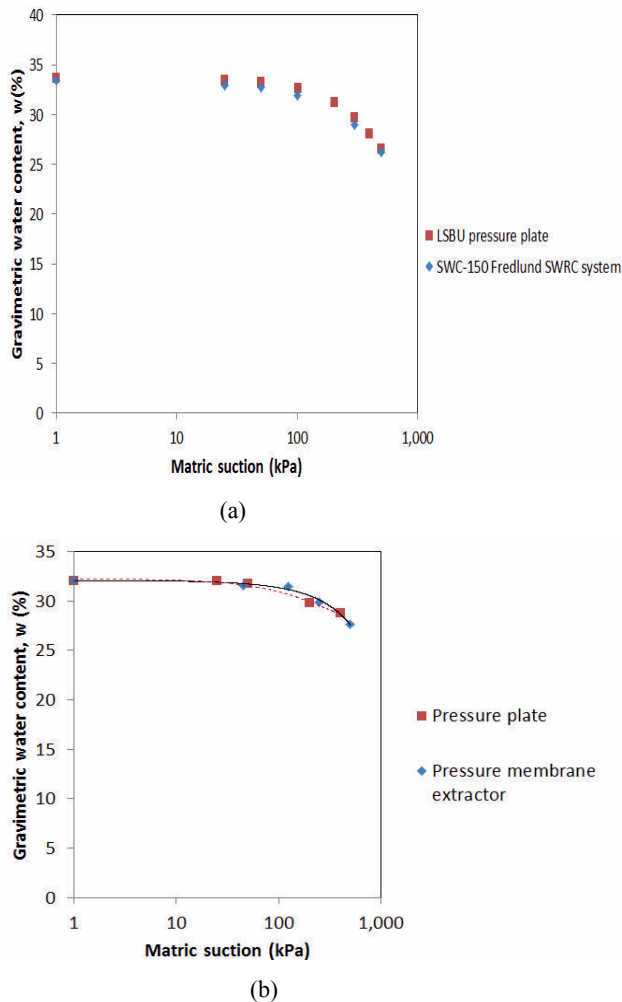 40
35
30
25
20
15
10
5
0
Gravimetric water content, w(%)
1
10
100
1,000
Matric suction (kPa)
LSBU pressure plate
SWC-150 Fredlund SWRC system
(a)
35
30
25
20
15
10
5
0
Gravimetric water content, w (%)
1
10
100
1,000
Matric suction (kPa)
Pressure plate
Pressure membrane
extractor
(b)